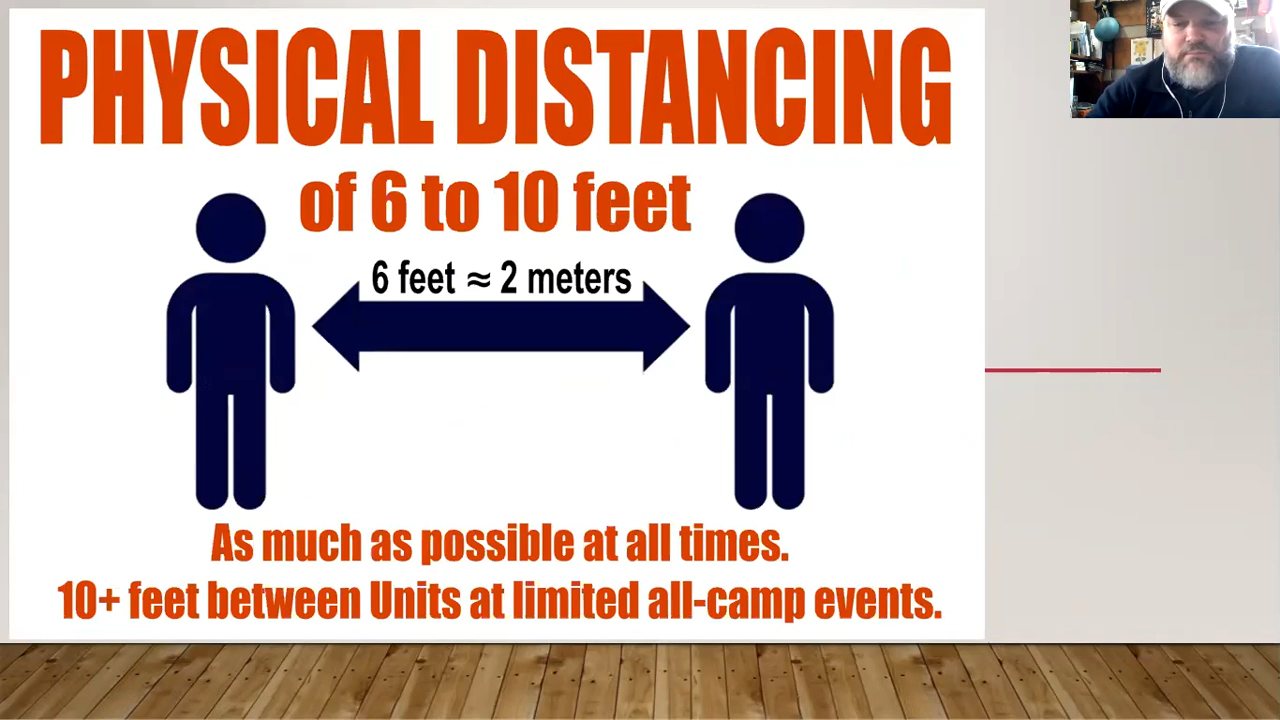 PHYSICAL DISTANCING
of 6 to 10 feet
6 feet ≈ 2 meters
As much as possible at all times.
10+ feet between Units at limited all-camp events.